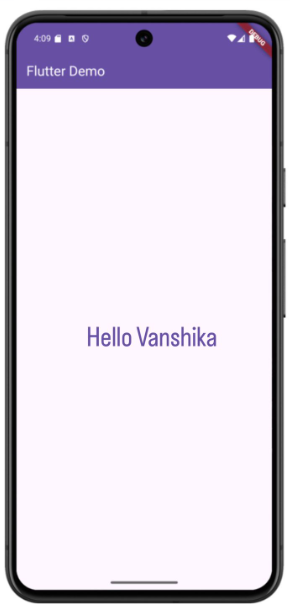 4:09
DEBUG
Flutter Demo
Hello Vanshika